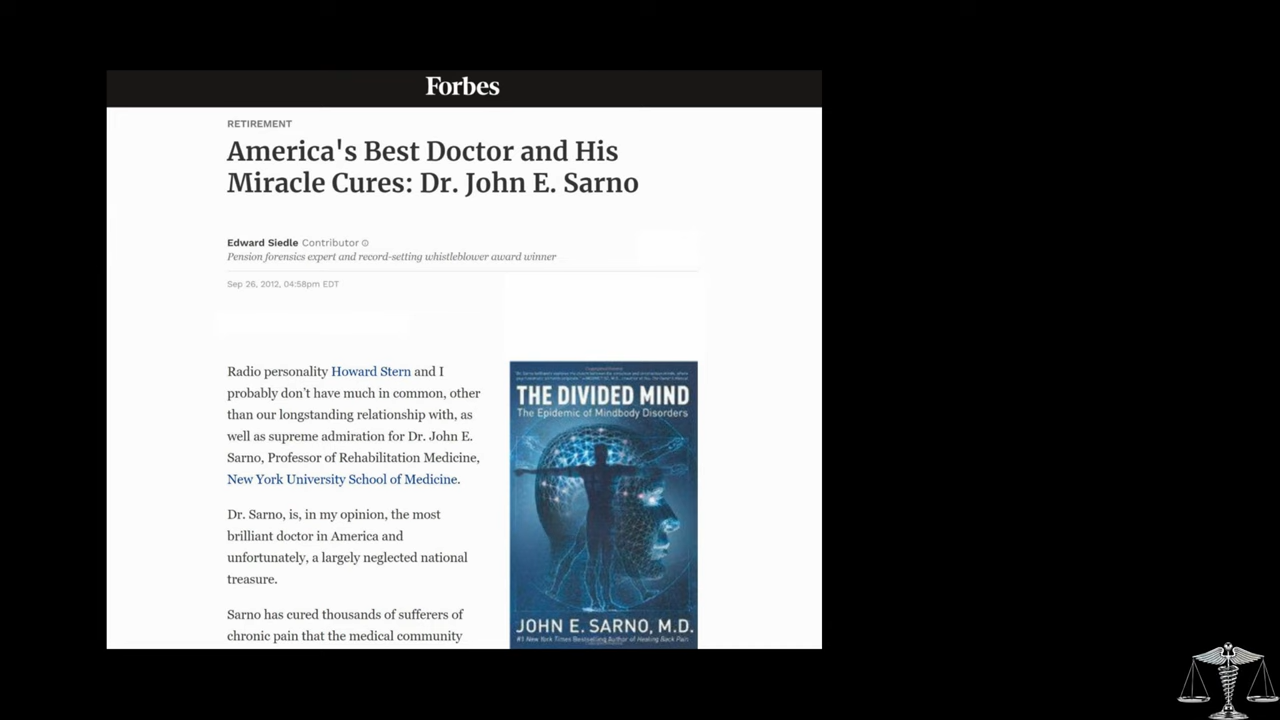 Forbes
RETIREMENT
America's Best Doctor and His
Miracle Cures: Dr. John E. Sarno
Edward Siedle Contributor
Pension forensics expert and record-setting whistleblower award winner
Sep 26, 2012, 04:58pm EDT
Radio personality Howard Stern and I
probably don't have much in common, other
than our longstanding relationship with, as
well as supreme admiration for Dr. John E.
Sarno, Professor of Rehabilitation Medicine,
New York University School of Medicine.
Dr. Sarno, is, in my opinion, the most
brilliant doctor in America and
unfortunately, a largely neglected national
treasure.
Sarno has cured thousands of sufferers of
chronic pain that the medical community
THE DIVIDED MIND
The Epidemic of Mindbody Disorders
JOHN E. SARNO, M.D.
#1 New York Times Bestselling Author of Healing Back Pain